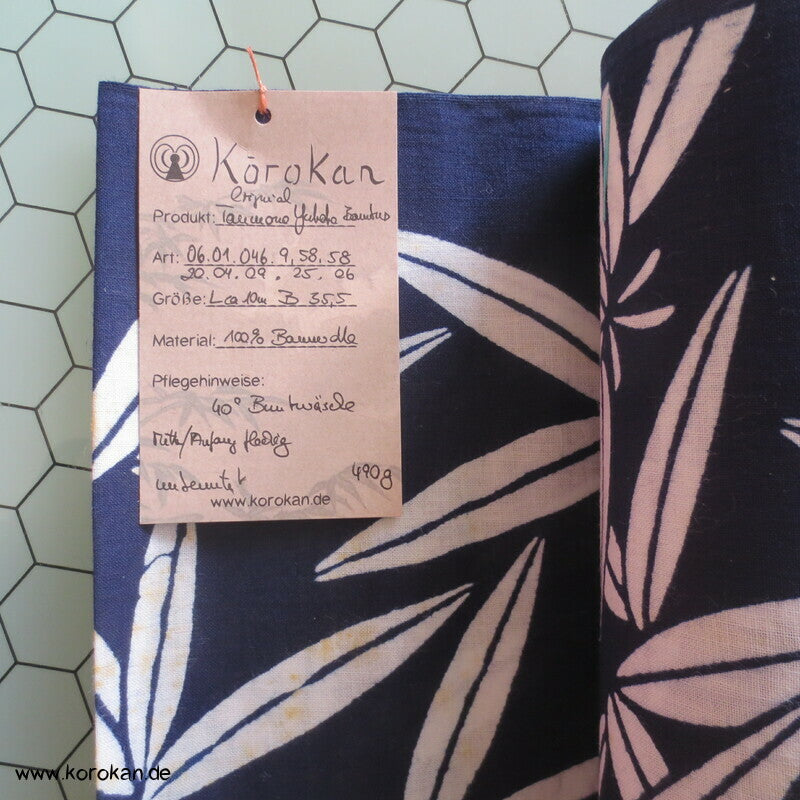 Kōrokan
Original
Produkt: Tanmono Yukata Bambus
Art: 06.01.046.9,58,58
20.04.09.25.06
Größe: L ca 10m B 35,5
Material: 100% Baumwolle
Pflegehinweise:
40° Buntwäsche
Mitte/Anfang fleckig
unbenutzt 490g
www.korokan.de
www.korokan.de